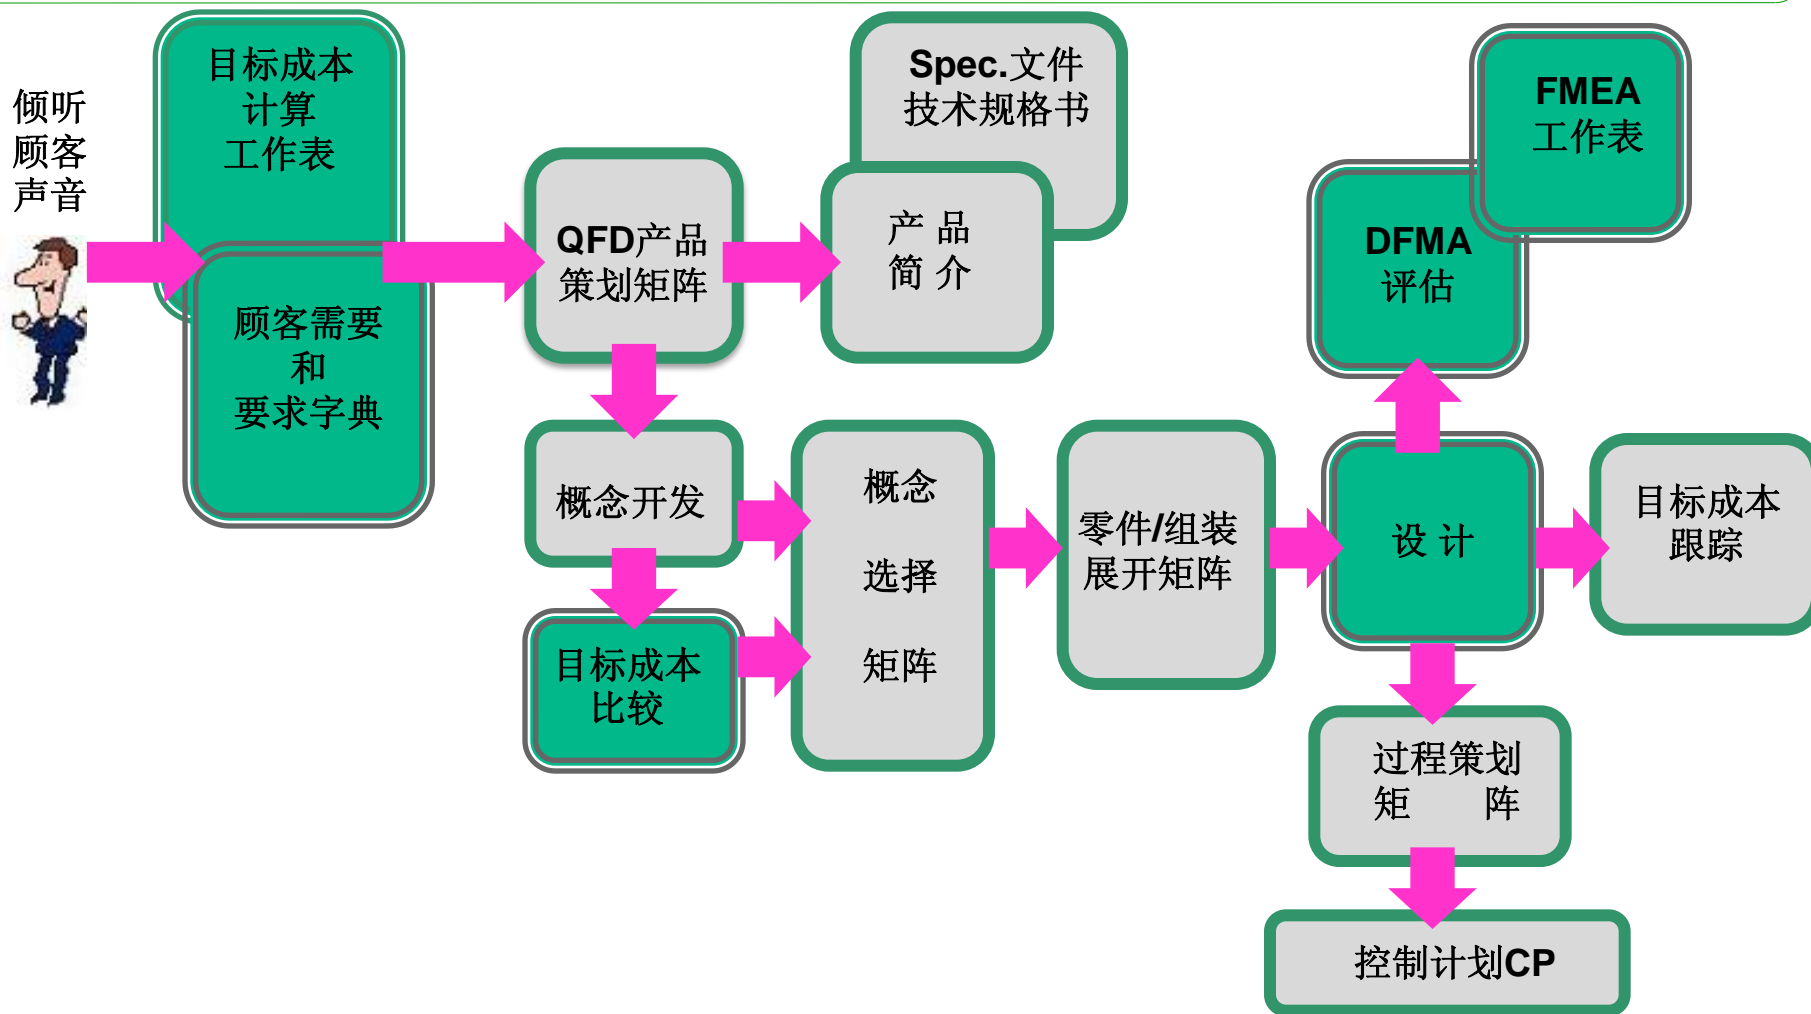 倾听
顾客
声音
目标成本
计算
工作表
顾客需要
和
要求字典
QFD产品
策划矩阵
Spec.文件
技术规格书
产 品
简 介
FMEA
工作表
DFMA
评估
概念开发
目标成本
比较
概念
选择
矩阵
零件/组装
展开矩阵
设 计
目标成本
跟踪
过程策划
矩 阵
控制计划CP